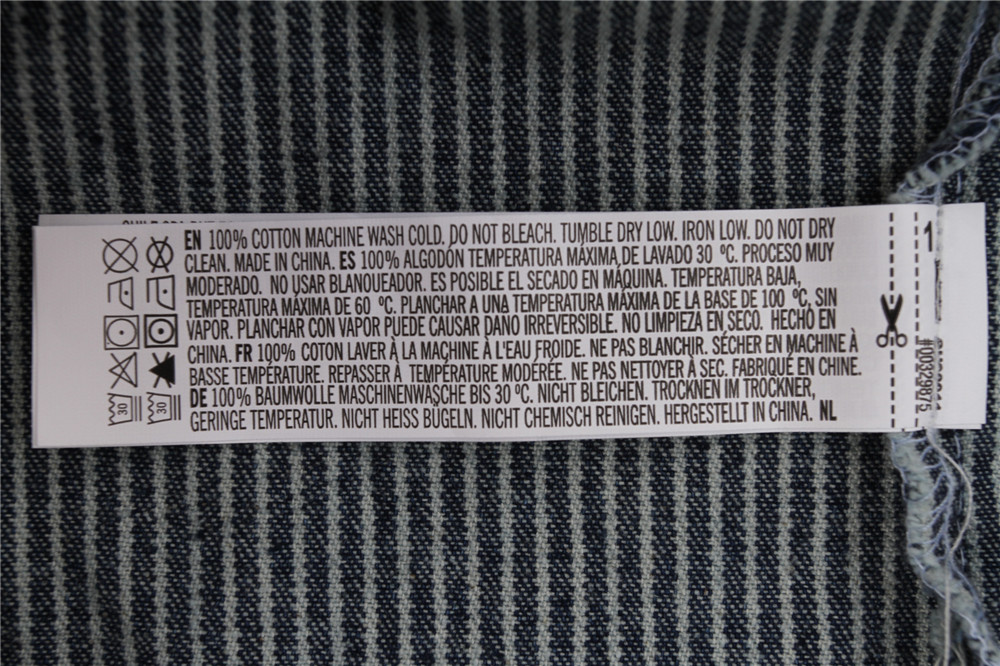 EN 100% COTTON MACHINE WASH COLD. DO NOT BLEACH. TUMBLE DRY LOW. IRON LOW. DO NOT DRY
CLEAN. MADE IN CHINA. ES 100% ALGODÓN TEMPERATURA MÁXIMA DE LAVADO 30 ºC. PROCESO MUY
MODERADO. NO USAR BLANQUEADOR. ES POSIBLE EL SECADO EN MÁQUINA. TEMPERATURA BAJA,
TEMPERATURA MÁXIMA DE 60 ºC. PLANCHAR A UNA TEMPERATURA MÁXIMA DE LA BASE DE 100 ºC, SIN
VAPOR. PLANCHAR CON VAPOR PUEDE CAUSAR DANO IRREVERSIBLE. NO LIMPIEZA EN SECO. HECHO EN
CHINA. FR 100% COTON LAVER À LA MACHINE À L'EAU FROIDE. NE PAS BLANCHIR. SÉCHER EN MACHINE À
BASSE TEMPÉRATURE. REPASSER À TEMPÉRATURE MODÉRÉE. NE PAS NETTOYER À SEC. FABRIQUÉ EN CHINE.
DE 100% BAUMWOLLE MASCHINENWÄSCHE BIS 30 ºC. NICHT BLEICHEN. TROCKNEN IM TROCKNER,
GERINGE TEMPERATUR. NICHT HEISS BÜGELN. NICHT CHEMISCH REINIGEN. HERGESTELLT IN CHINA. NL
30
30
1
#00329875